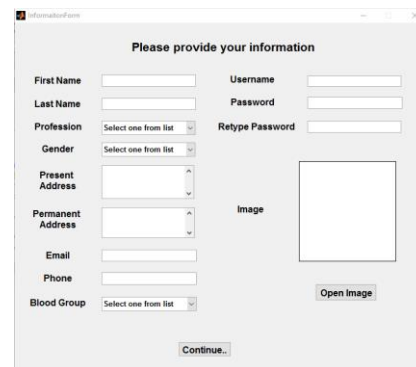 InformationForm
Please provide your information
First Name
Username
Last Name
Password
Profession
Select one from list
Retype Password
Gender
Select one from list
Present
Address
Permanent
Address
Image
Email
Phone
Open Image
Blood Group
Select one from list
Continue..